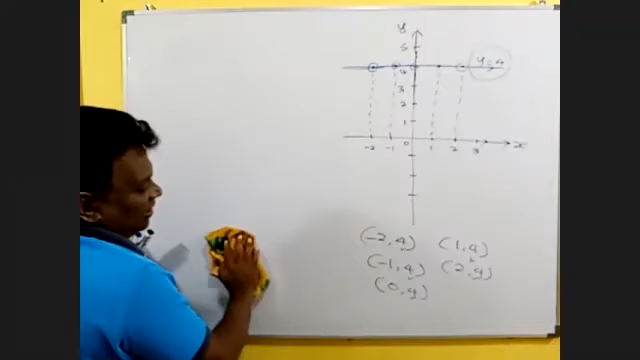 y
5
4 y=4
3
2
1
-2 -1 0 1 2 3 x
(-2, 4) (1, 4)
(-1, 4) (2, 4)
(0, 4)